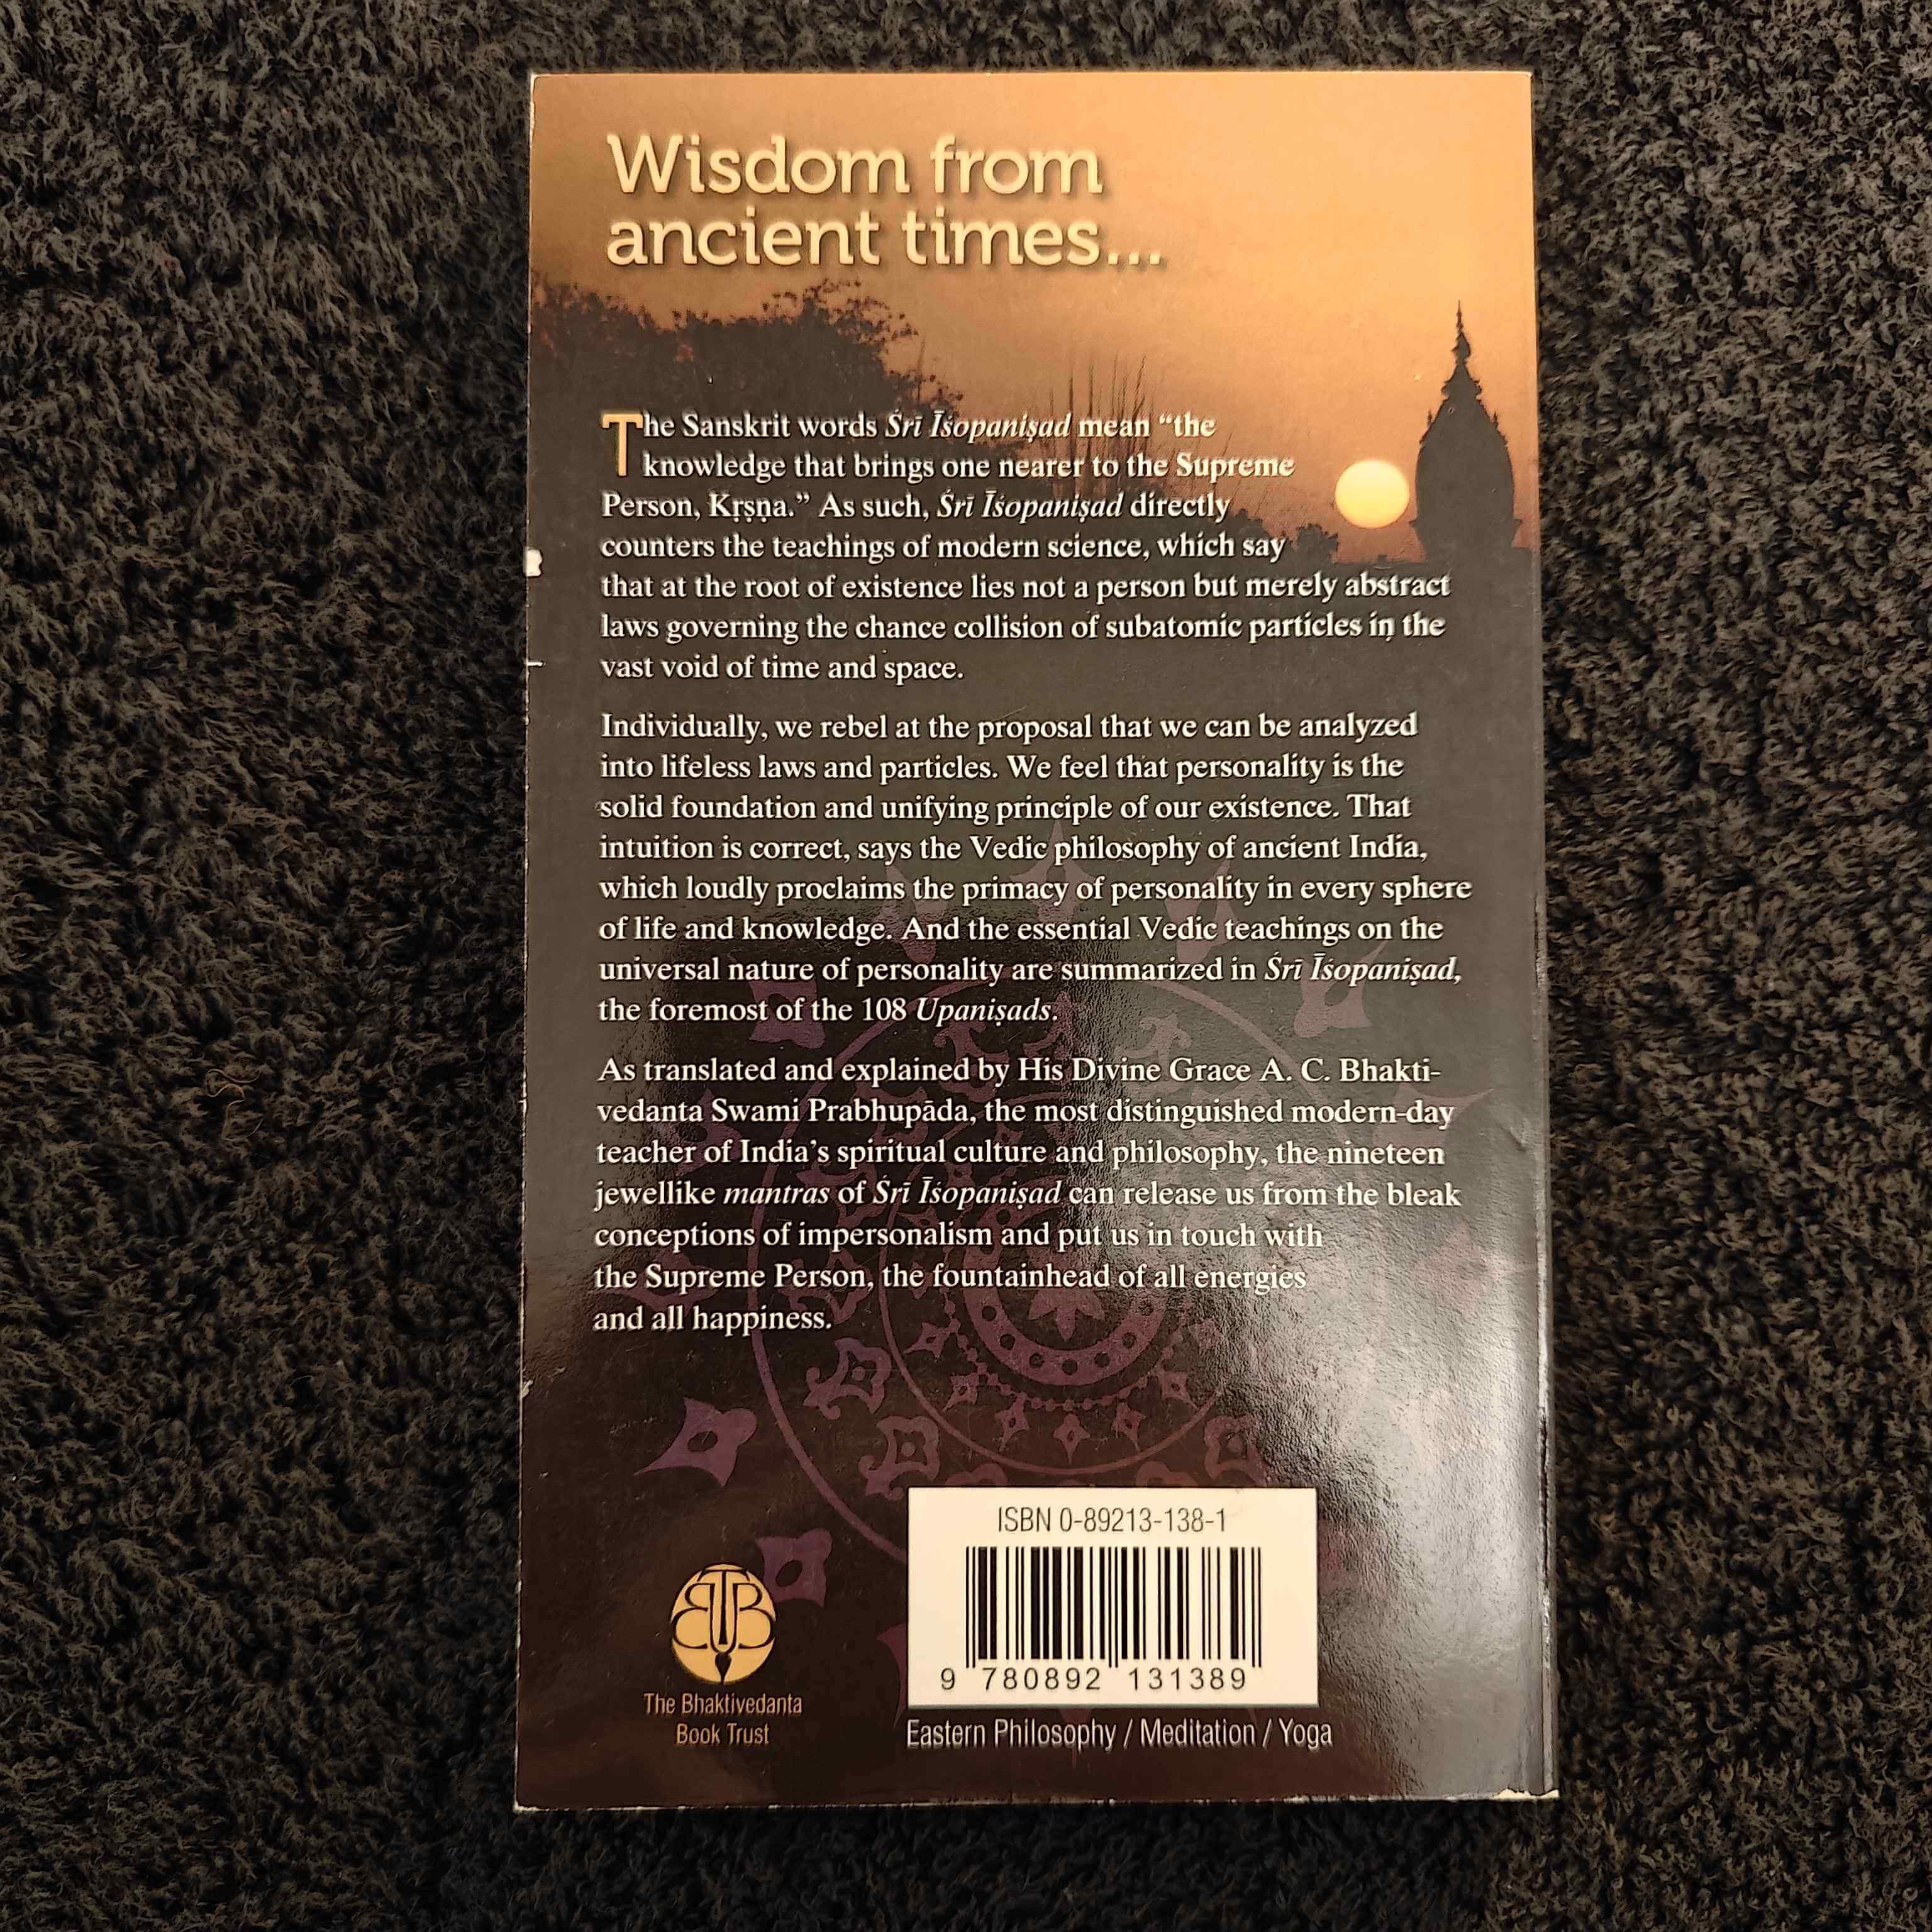 Wisdom from
ancient times...
The Sanskrit words Śrī Īśopaniṣad mean “the
knowledge that brings one nearer to the Supreme
Person, Kṛṣṇa.” As such, Śrī Īśopaniṣad directly
counters the teachings of modern science, which say
that at the root of existence lies not a person but merely abstract
laws governing the chance collision of subatomic particles in the
vast void of time and space.
Individually, we rebel at the proposal that we can be analyzed
into lifeless laws and particles. We feel that personality is the
solid foundation and unifying principle of our existence. That
intuition is correct, says the Vedic philosophy of ancient India,
which loudly proclaims the primacy of personality in every sphere
of life and knowledge. And the essential Vedic teachings on the
universal nature of personality are summarized in Śrī Īśopaniṣad,
the foremost of the 108 Upaniṣads.
As translated and explained by His Divine Grace A. C. Bhakti-
vedanta Swami Prabhupāda, the most distinguished modern-day
teacher of India’s spiritual culture and philosophy, the nineteen
jewellike mantras of Śrī Īśopaniṣad can release us from the bleak
conceptions of impersonalism and put us in touch with
the Supreme Person, the fountainhead of all energies
and all happiness.
BTB
The Bhaktivedanta
Book Trust
ISBN 0-89213-138-1
9 780892 131389
Eastern Philosophy / Meditation / Yoga